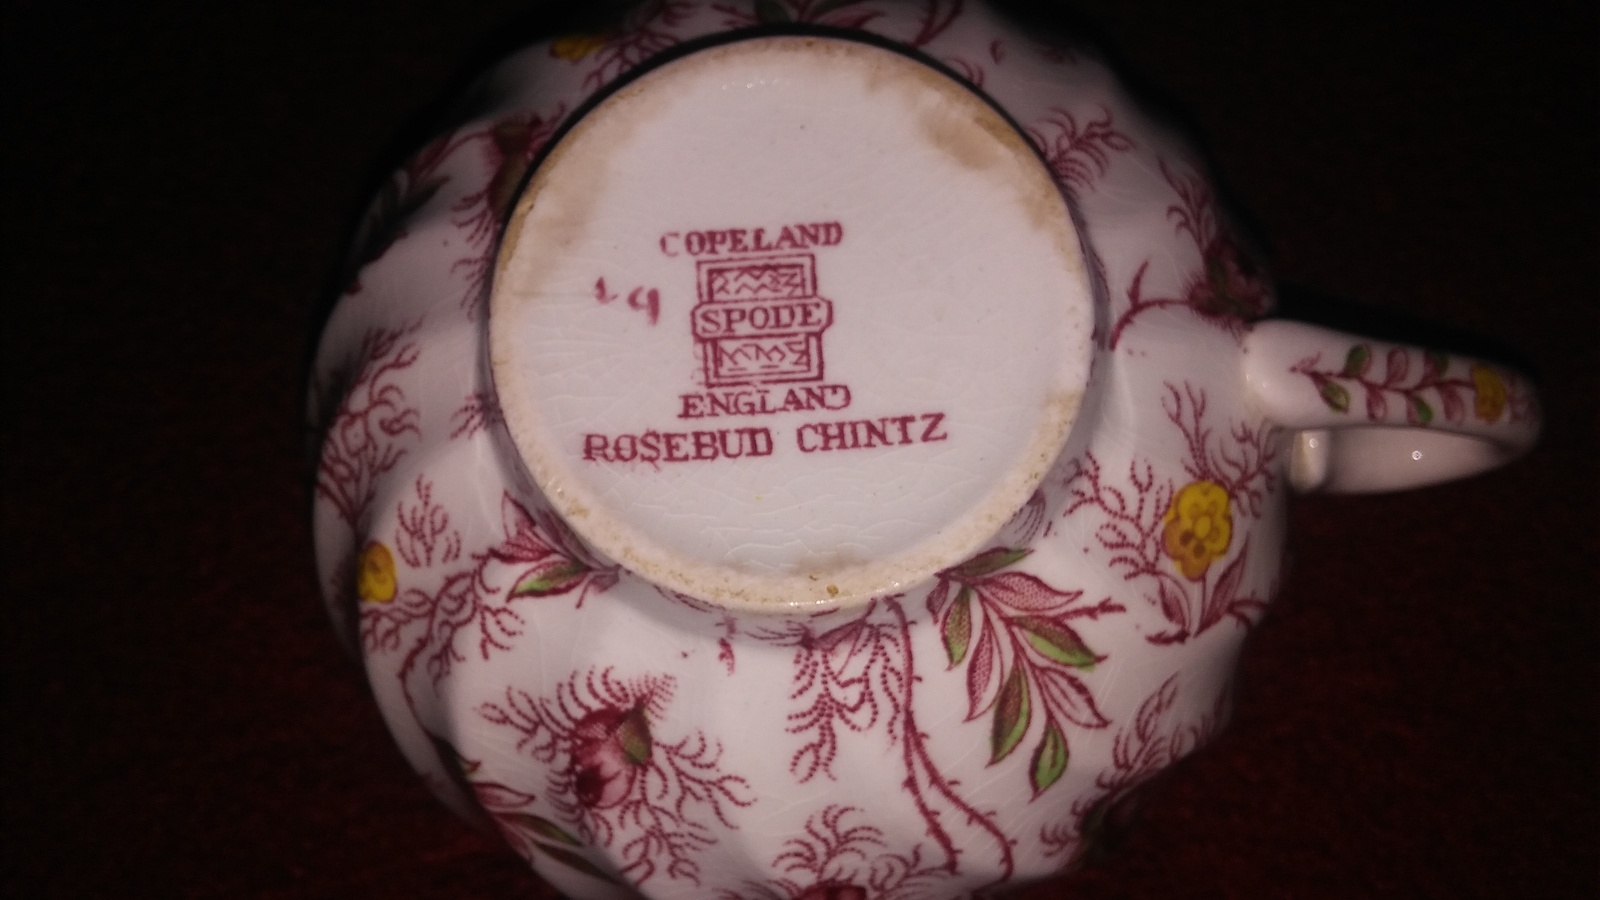 COPELAND
SPODE
ENGLAND
ROSEBUD CHINTZ